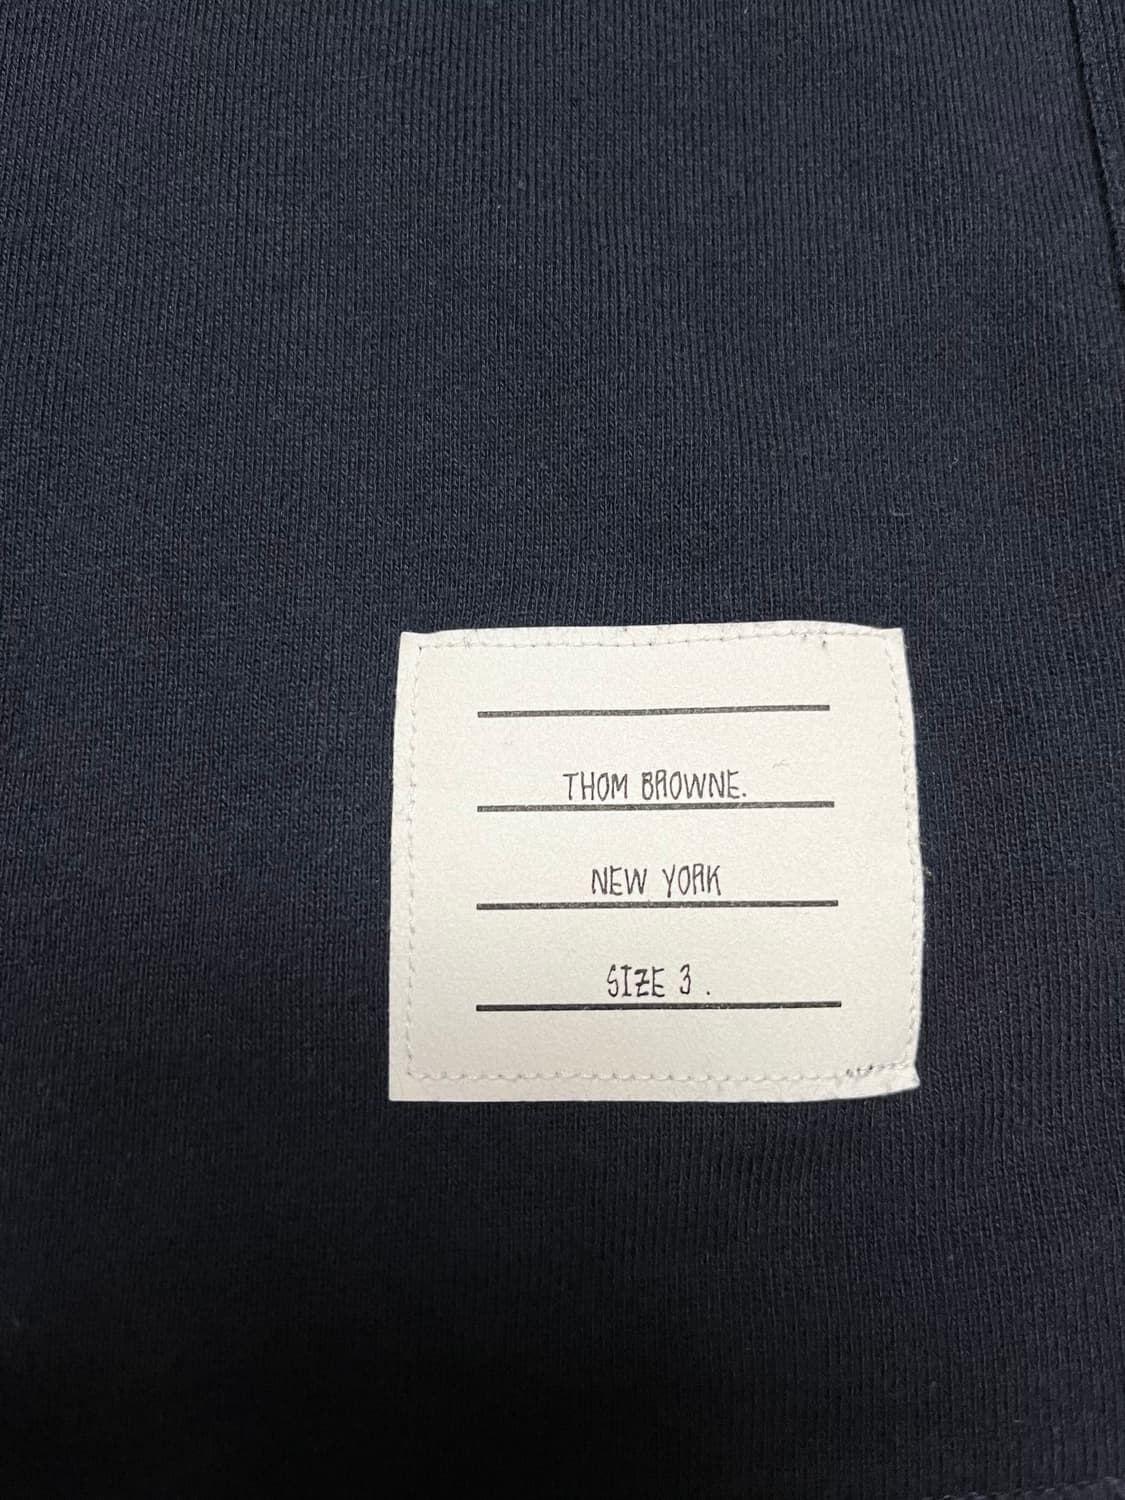 THOM BROWNE.
NEW YORK
SIZE 3 .